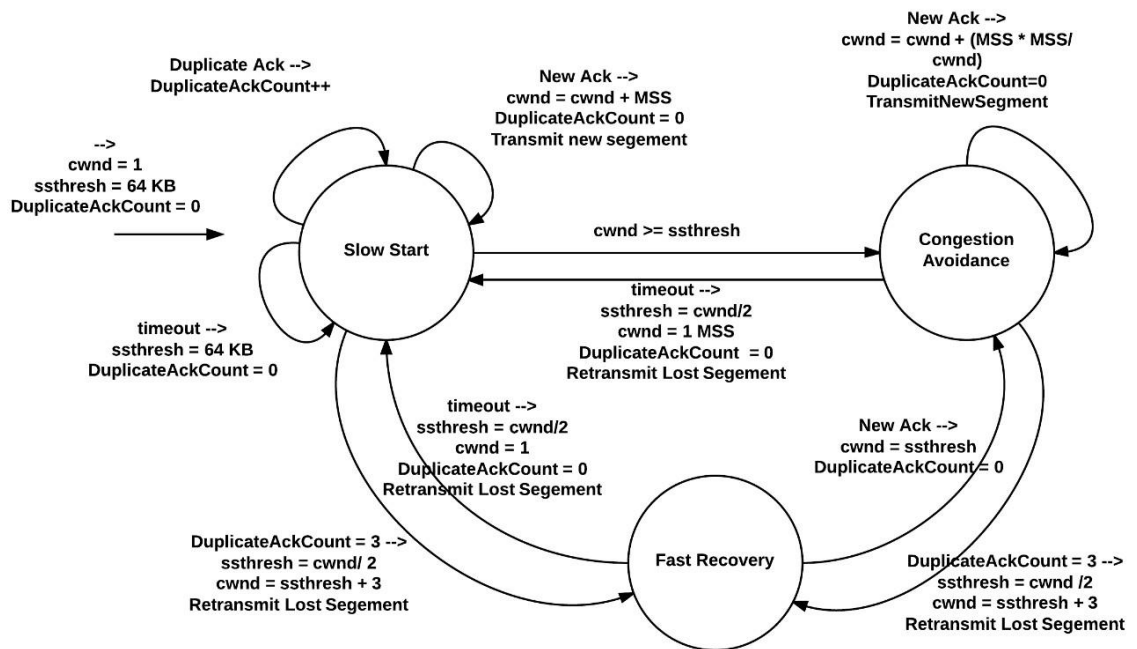 New Ack -->
cwnd = cwnd + (MSS * MSS/
cwnd)
DuplicateAckCount=0
TransmitNewSegment
Duplicate Ack -->
DuplicateAckCount++
New Ack -->
cwnd = cwnd + MSS
DuplicateAckCount = 0
Transmit new segement
-->
cwnd = 1
ssthresh = 64 KB
DuplicateAckCount = 0
Slow Start
cwnd >= ssthresh
Congestion
Avoidance
timeout -->
ssthresh = cwnd/2
cwnd = 1 MSS
DuplicateAckCount = 0
Retransmit Lost Segement
timeout -->
ssthresh = 64 KB
DuplicateAckCount = 0
timeout -->
ssthresh = cwnd/2
cwnd = 1
DuplicateAckCount = 0
Retransmit Lost Segement
New Ack -->
cwnd = ssthresh
DuplicateAckCount = 0
DuplicateAckCount = 3 -->
ssthresh = cwnd/ 2
cwnd = ssthresh + 3
Retransmit Lost Segement
Fast Recovery
DuplicateAckCount = 3 -->
ssthresh = cwnd /2
cwnd = ssthresh + 3
Retransmit Lost Segement